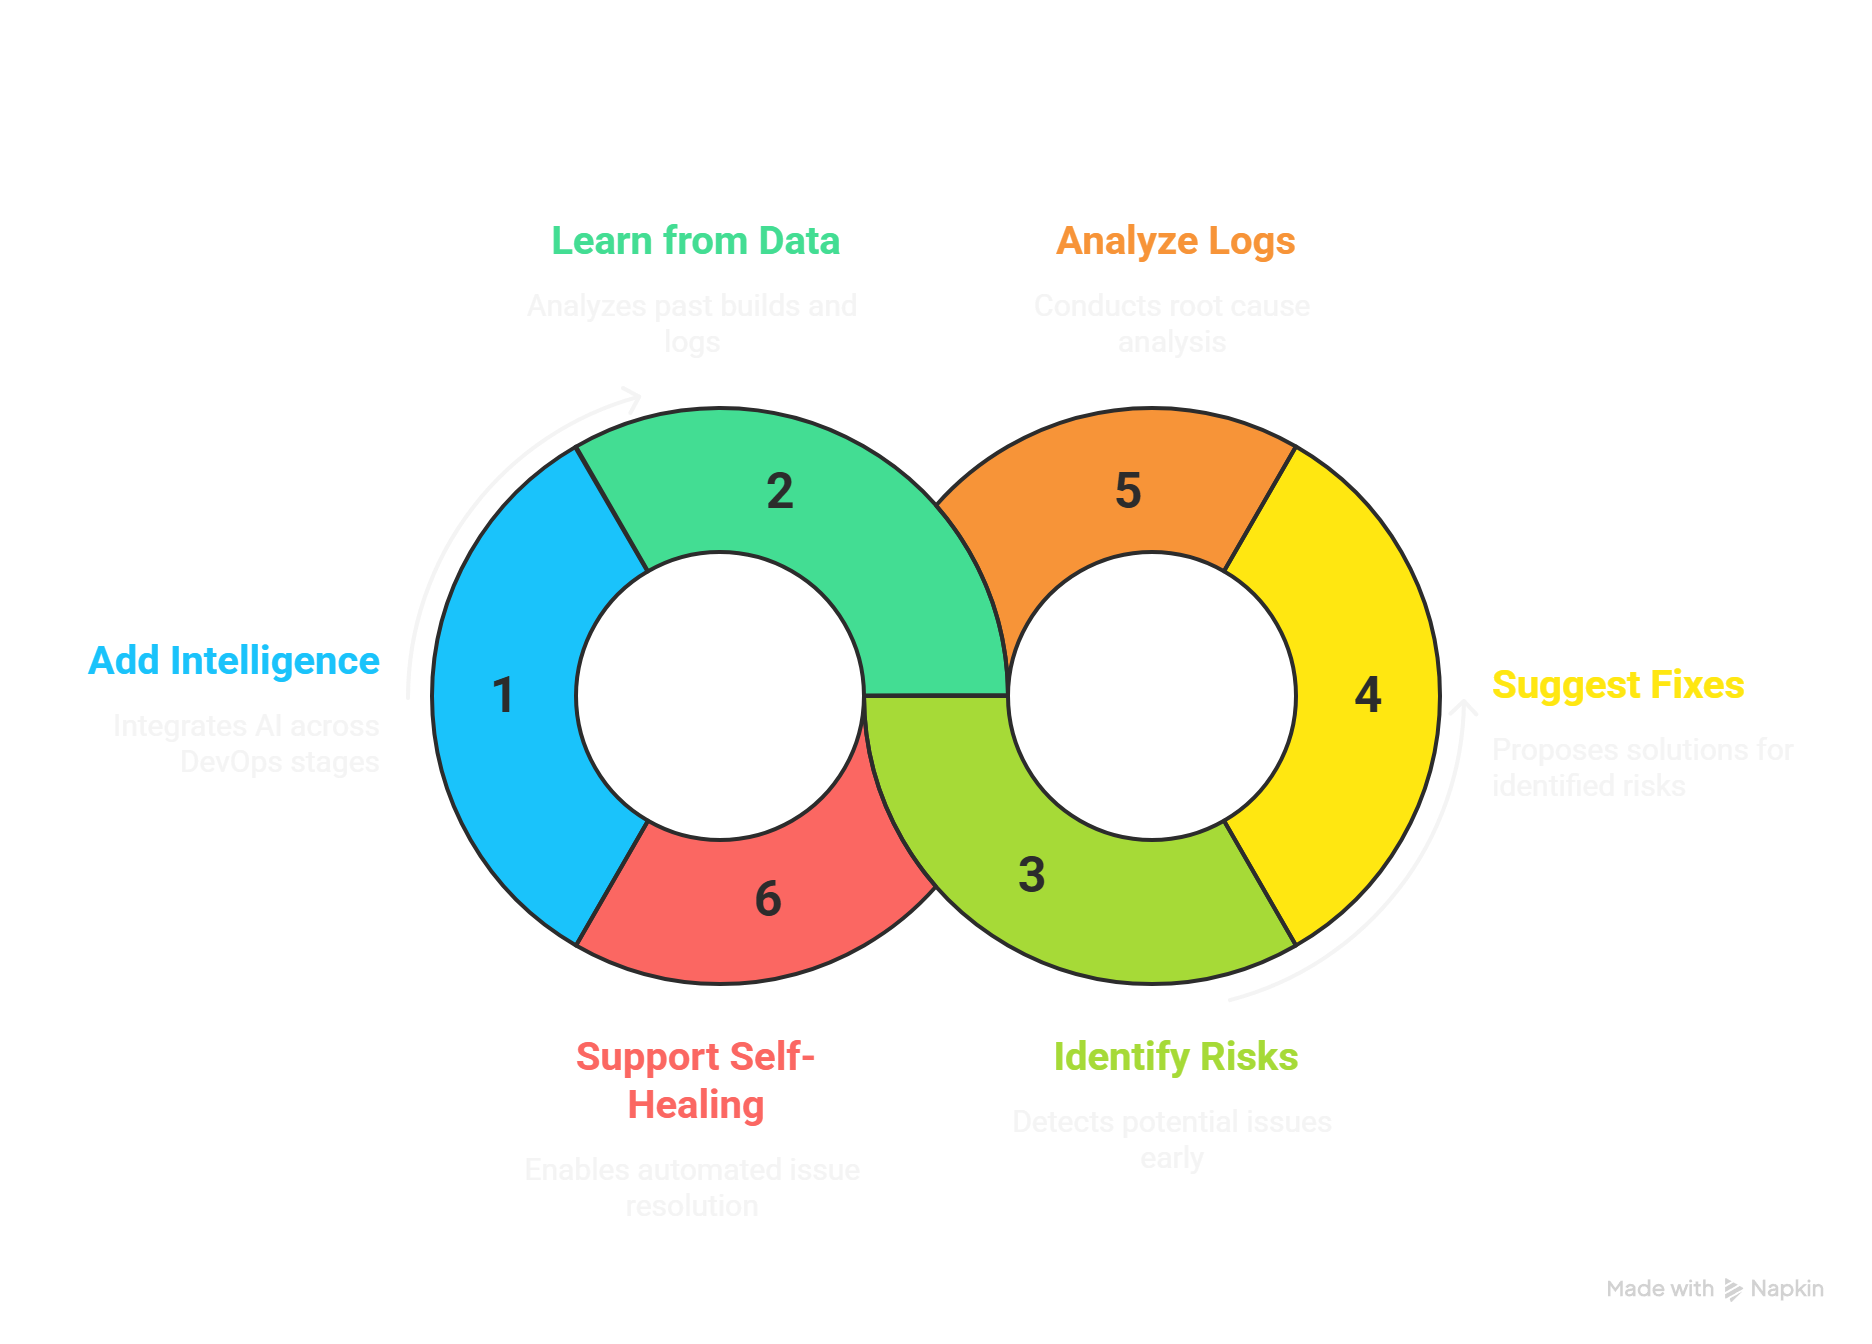 Learn from Data
Analyzes past builds and
logs
Analyze Logs
Conducts root cause
analysis
2
5
Add Intelligence
Integrates AI across
DevOps stages
1
4
Suggest Fixes
Proposes solutions for
identified risks
6
3
Support Self-
Healing
Enables automated issue
resolution
Identify Risks
Detects potential issues
early
Made with Napkin